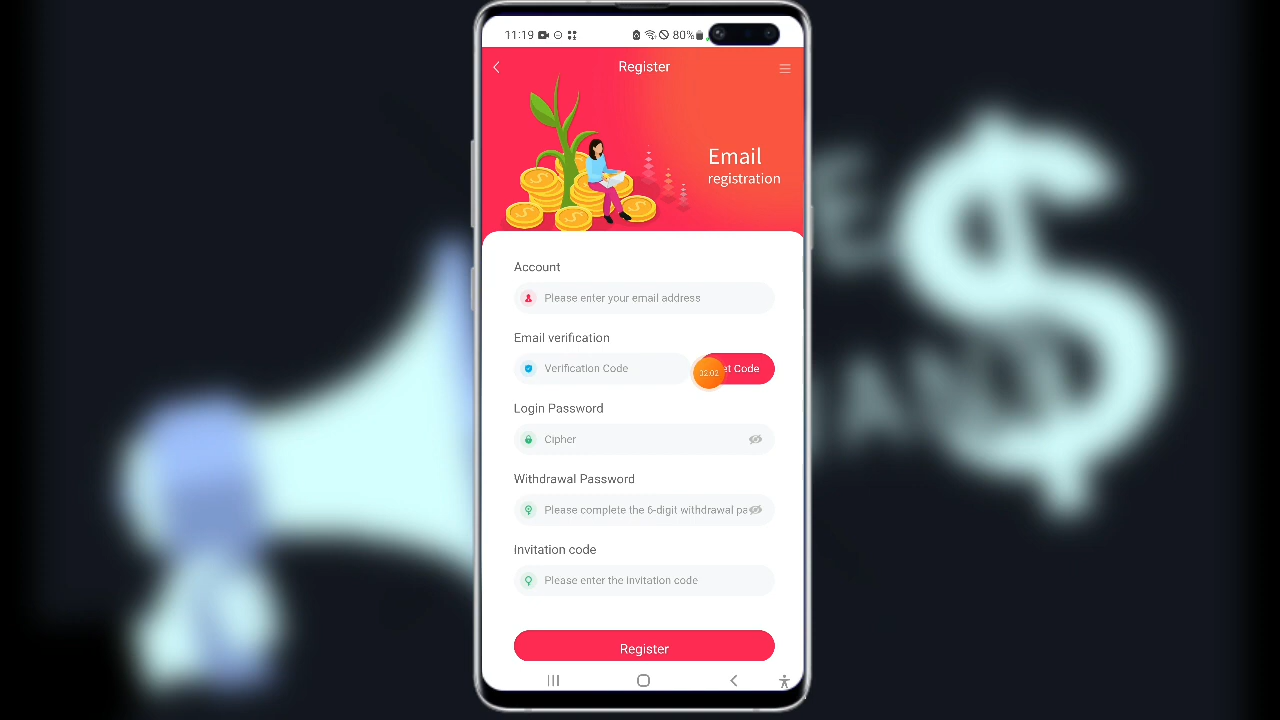 11:19
80%
Register
Email
registration
Account
Please enter your email address
Email verification
Verification Code
02:02
et Code
Login Password
Cipher
Withdrawal Password
Please complete the 6-digit withdrawal pa
Invitation code
Please enter the invitation code
Register